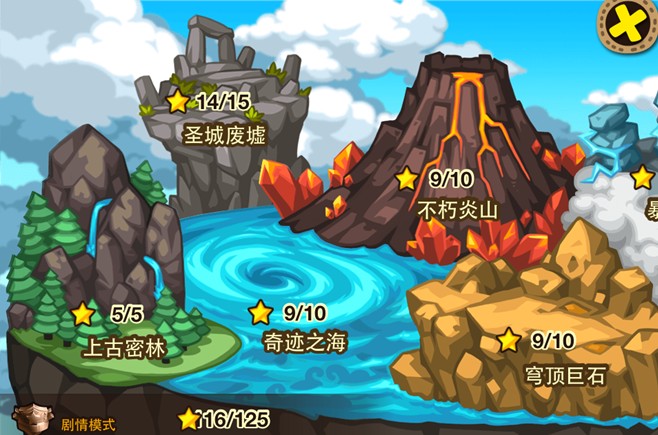 14/15
圣城废墟
9/10
不朽炎山
5/5
上古密林
9/10
奇迹之海
9/10
穹顶巨石
剧情模式
116/125